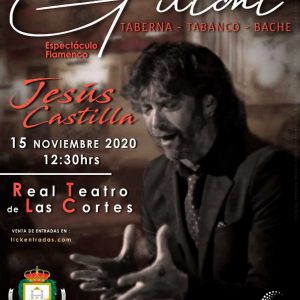 TABERNA - TABANCO - BACHE
Espectáculo
Flamenco
Jesús
Castilla
15 NOVIEMBRE 2020
12:30hrs
Real Teatro
de Las Cortes
VENTA DE ENTRADAS EN :
tickentradas.com